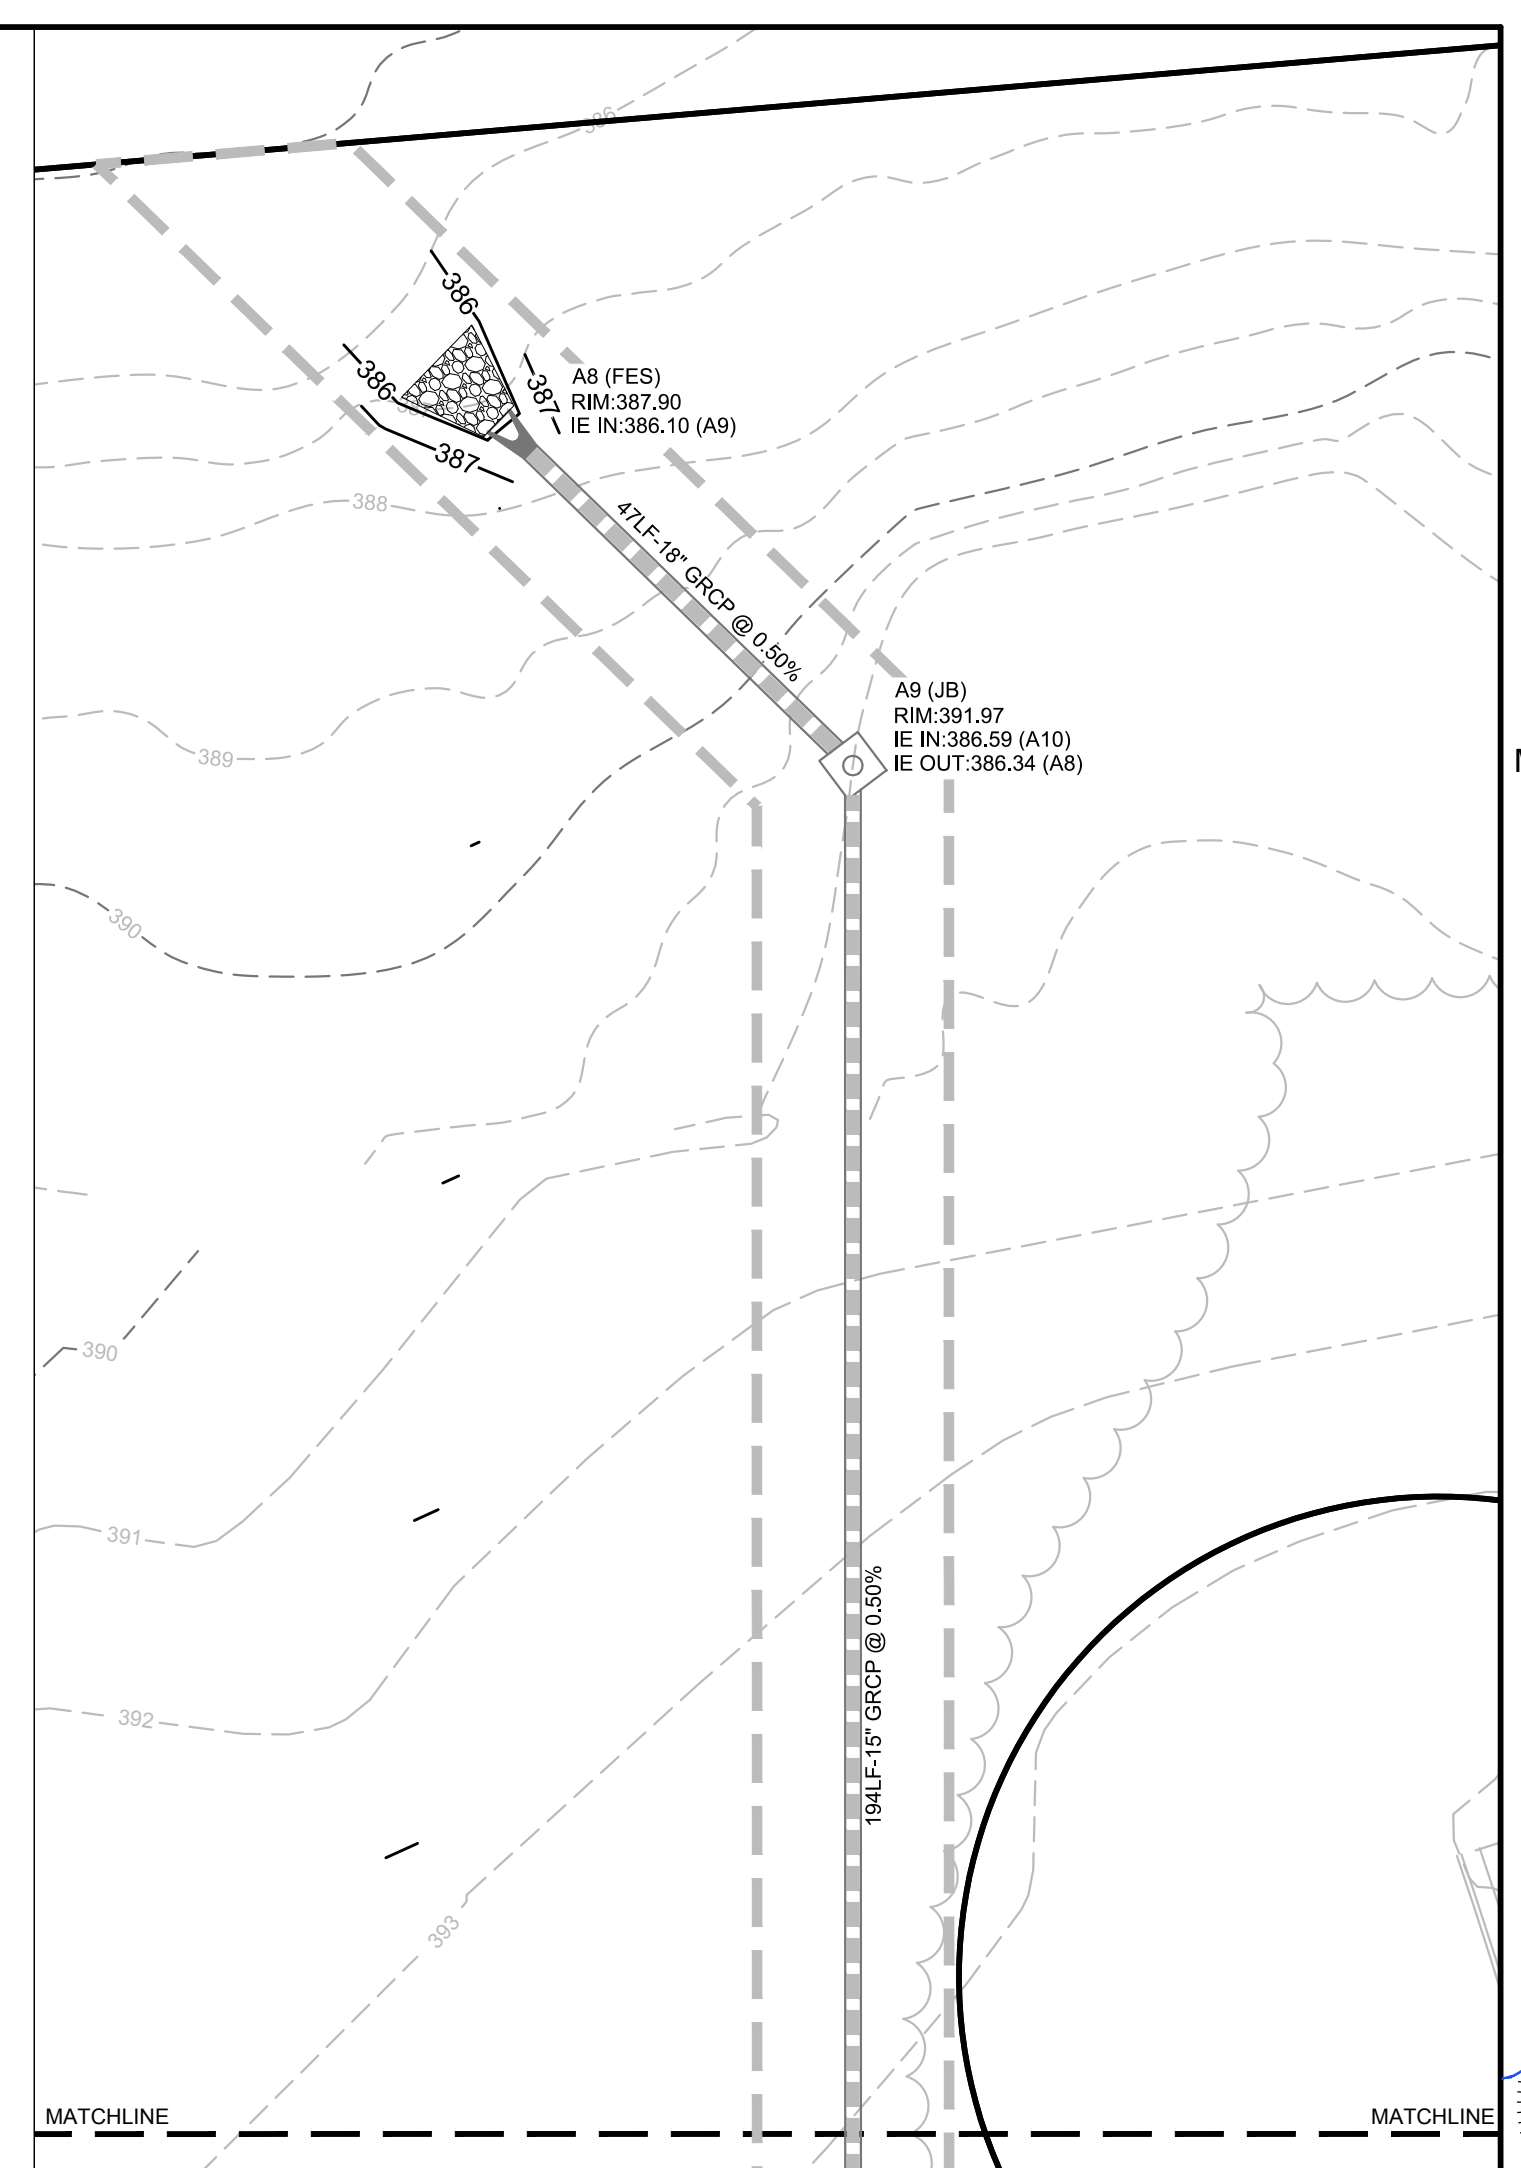 386
386
386
387
387
A8 (FES)
RIM:387.90
IE IN:386.10 (A9)
388
47LF-18" GRCP @ 0.50%
A9 (JB)
RIM:391.97
IE IN:386.59 (A10)
IE OUT:386.34 (A8)
389
390
390
391
194LF-15" GRCP @ 0.50%
392
393
MATCHLINE
MATCHLINE